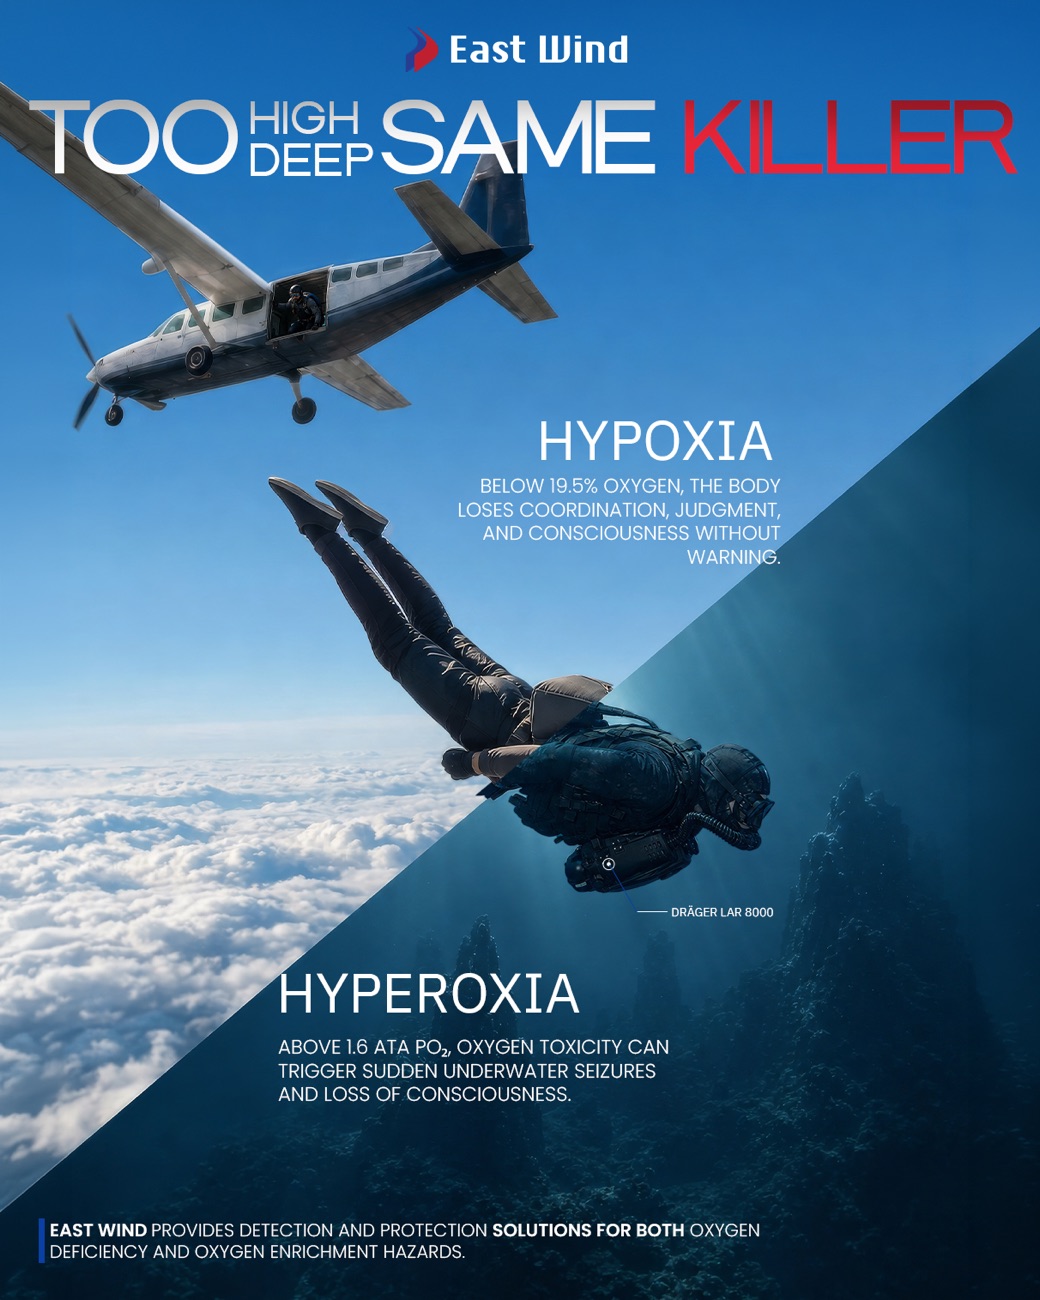 East Wind
TOO HIGH DEEP SAME KILLER
HYPOXIA
BELOW 19.5% OXYGEN, THE BODY
LOSES COORDINATION, JUDGMENT,
AND CONSCIOUSNESS WITHOUT
WARNING.
DRÄGER LAR 8000
HYPEROXIA
ABOVE 1.6 ATA PO₂, OXYGEN TOXICITY CAN
TRIGGER SUDDEN UNDERWATER SEIZURES
AND LOSS OF CONSCIOUSNESS.
EAST WIND PROVIDES DETECTION AND PROTECTION SOLUTIONS FOR BOTH OXYGEN
DEFICIENCY AND OXYGEN ENRICHMENT HAZARDS.